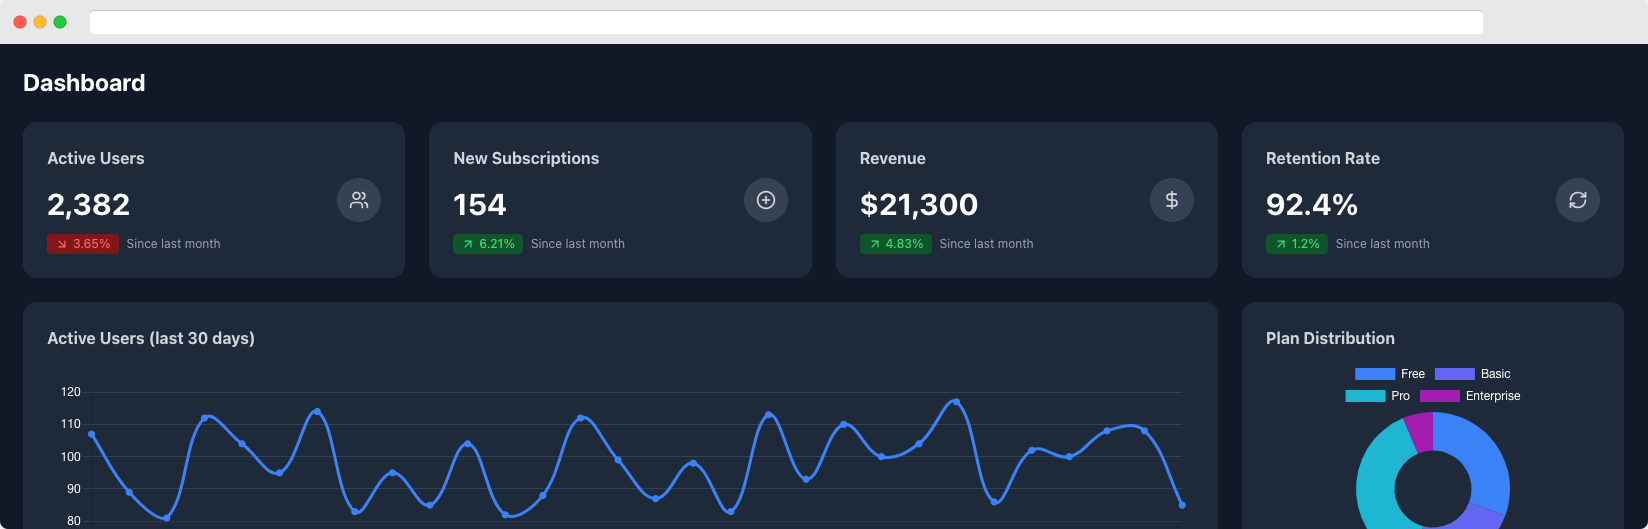 Dashboard
Active Users
2,382
3.65% Since last month
New Subscriptions
154
6.21% Since last month
Revenue
$21,300
4.83% Since last month
Retention Rate
92.4%
1.2% Since last month
Active Users (last 30 days)
120
110
100
90
80
Plan Distribution
Free Basic
Pro Enterprise